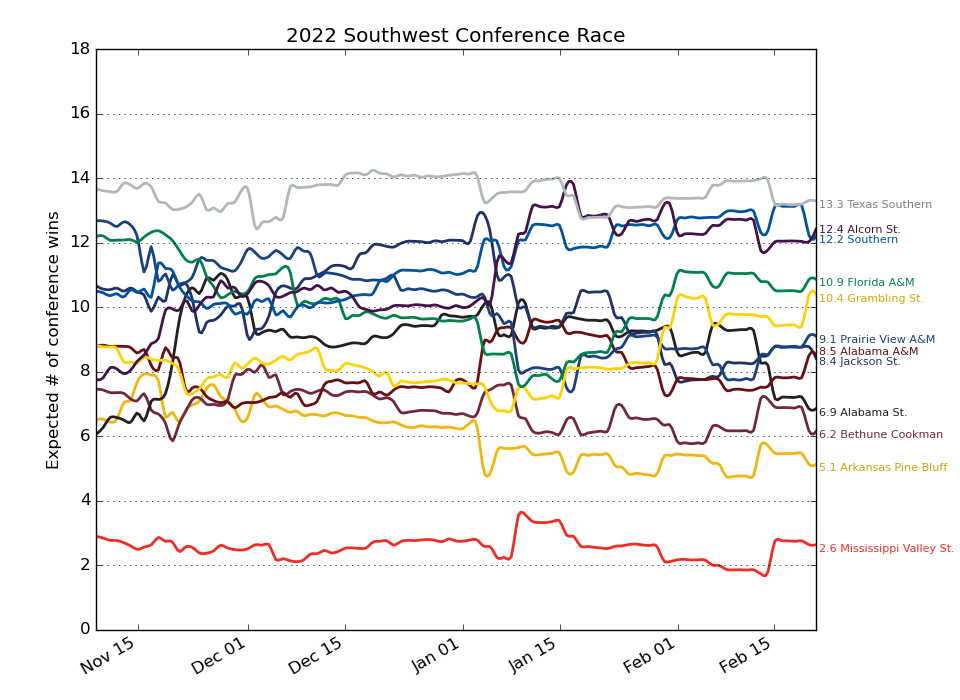 2022 Southwest Conference Race
Expected # of conference wins
18
16
14
12
10
8
6
4
2
0
13.3 Texas Southern
12.4 Alcorn St.
12.2 Southern
10.9 Florida A&M
10.4 Grambling St.
9.1 Prairie View A&M
8.5 Alabama A&M
8.4 Jackson St.
6.9 Alabama St.
6.2 Bethune Cookman
5.1 Arkansas Pine Bluff
2.6 Mississippi Valley St.
Nov 15
Dec 01
Dec 15
Jan 01
Jan 15
Feb 01
Feb 15